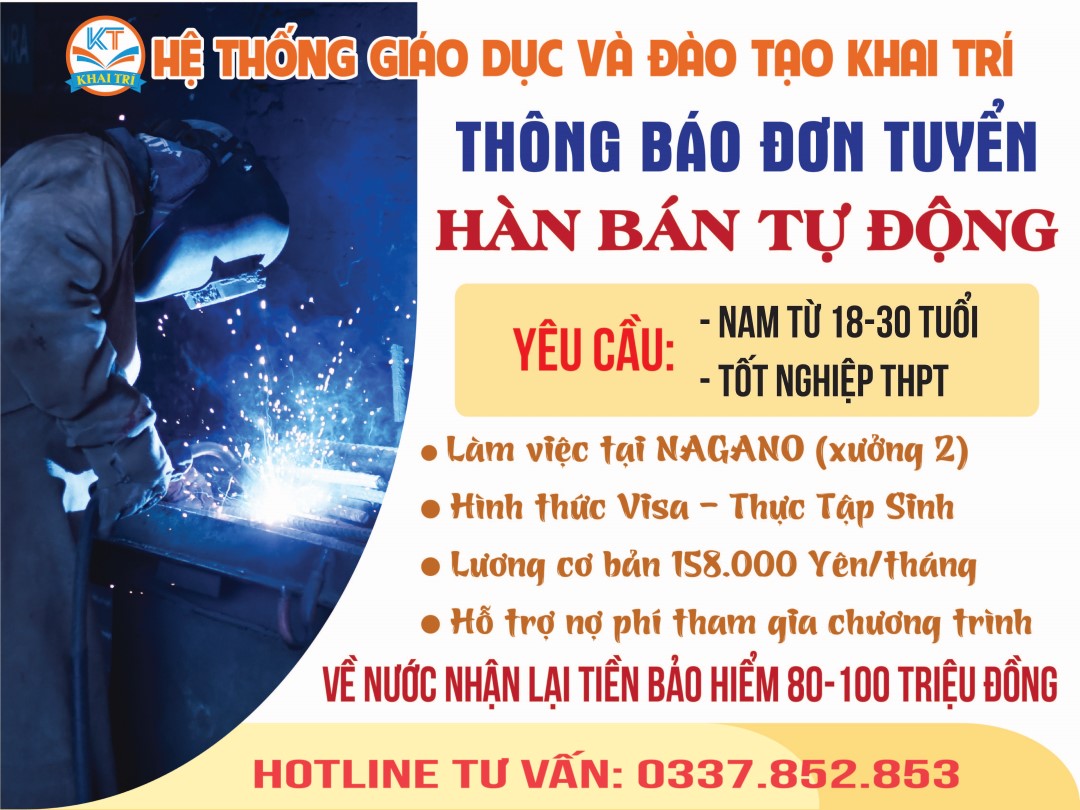 KT
KHAI TRÍ
HỆ THỐNG GIÁO DỤC VÀ ĐÀO TẠO KHAI TRÍ
THÔNG BÁO ĐƠN TUYỂN
HÀN BÁN TỰ ĐỘNG
YÊU CẦU:
- NAM TỪ 18-30 TUỔI
- TỐT NGHIỆP THPT
• Làm việc tại NAGANO (xưởng 2)
• Hình thức Visa – Thực Tập Sinh
• Lương cơ bản 158.000 Yên/tháng
• Hỗ trợ nợ phí tham gia chương trình
VỀ NƯỚC NHẬN LẠI TIỀN BẢO HIỂM 80-100 TRIỆU ĐỒNG
HOTLINE TƯ VẤN: 0337.852.853